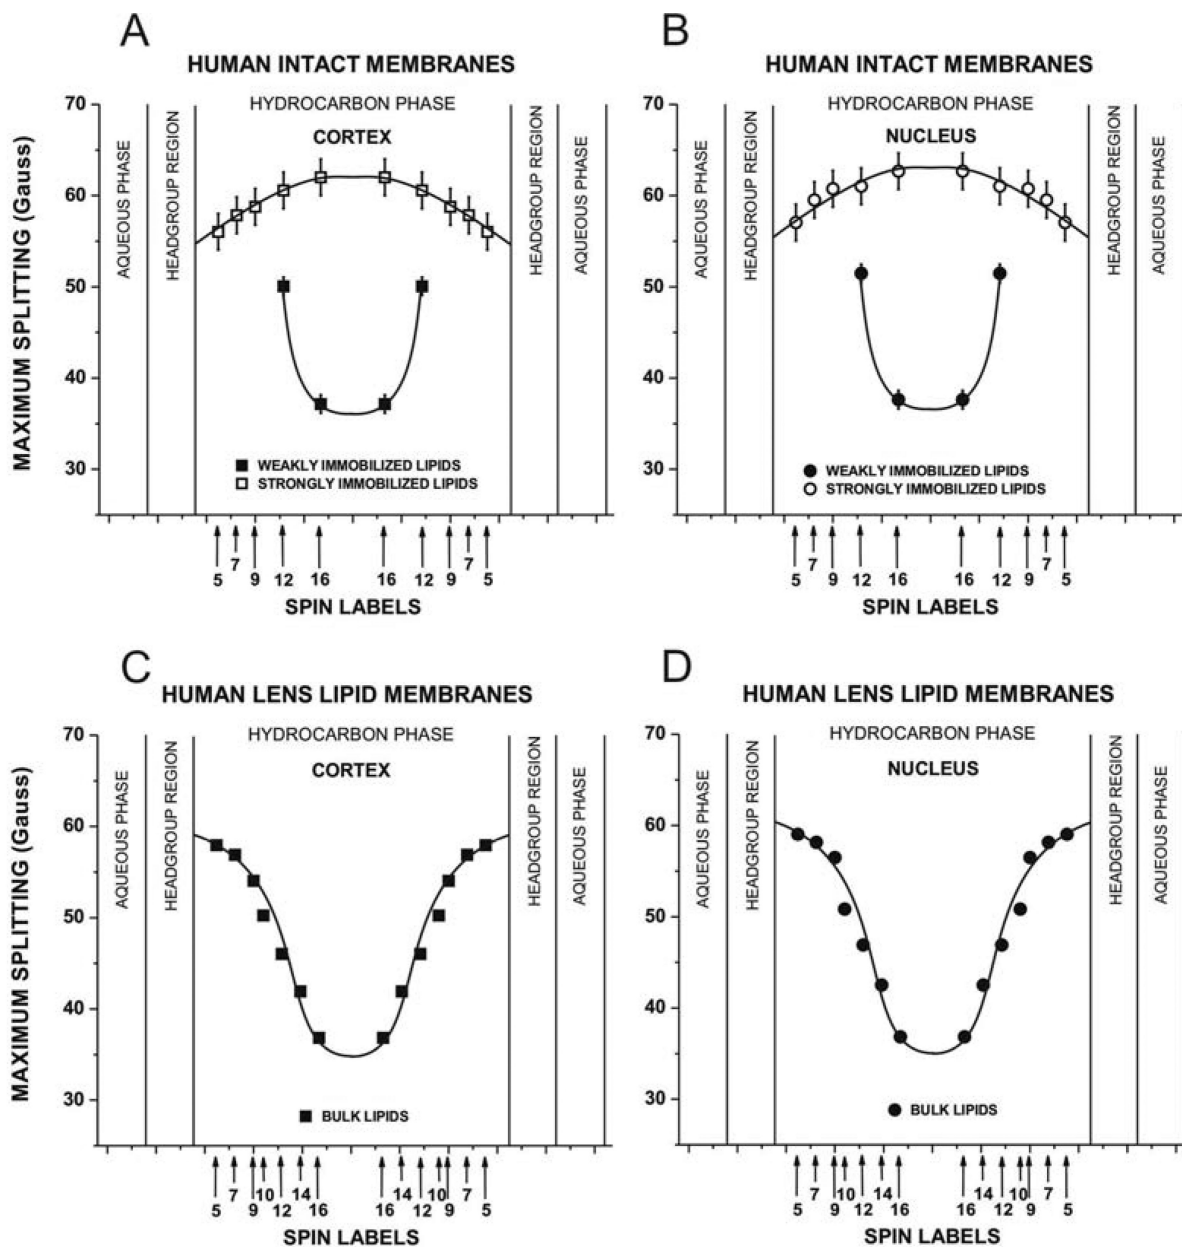 A
HUMAN INTACT MEMBRANES
HYDROCARBON PHASE
CORTEX
AQUEOUS PHASE
HEADGROUP REGION
HEADGROUP REGION
AQUEOUS PHASE
MAXIMUM SPLITTING (Gauss)
70
60
50
40
30
WEAKLY IMMOBILIZED LIPIDS
STRONGLY IMMOBILIZED LIPIDS
5 7 9 12 16 16 12 9 7 5
SPIN LABELS
B
HUMAN INTACT MEMBRANES
HYDROCARBON PHASE
NUCLEUS
AQUEOUS PHASE
HEADGROUP REGION
HEADGROUP REGION
AQUEOUS PHASE
70
60
50
40
30
WEAKLY IMMOBILIZED LIPIDS
STRONGLY IMMOBILIZED LIPIDS
5 7 9 12 16 16 12 9 7 5
SPIN LABELS
C
HUMAN LENS LIPID MEMBRANES
HYDROCARBON PHASE
CORTEX
AQUEOUS PHASE
HEADGROUP REGION
HEADGROUP REGION
AQUEOUS PHASE
MAXIMUM SPLITTING (Gauss)
70
60
50
40
30
BULK LIPIDS
5 7 9 10 12 14 16 16 14 12 10 9 7 5
SPIN LABELS
D
HUMAN LENS LIPID MEMBRANES
HYDROCARBON PHASE
NUCLEUS
AQUEOUS PHASE
HEADGROUP REGION
HEADGROUP REGION
AQUEOUS PHASE
70
60
50
40
30
BULK LIPIDS
5 7 9 10 12 14 16 16 14 12 10 9 7 5
SPIN LABELS